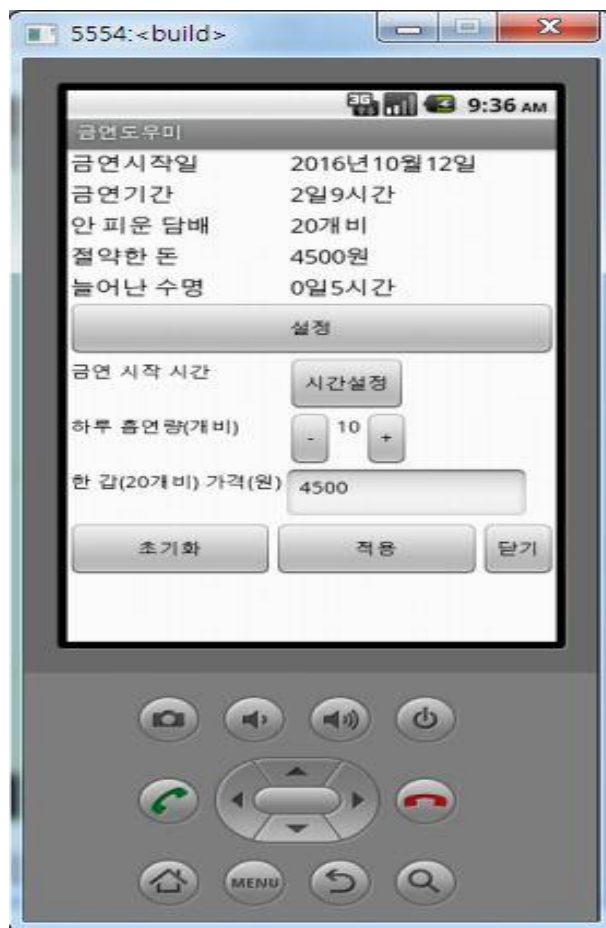 5554:<build>
3G 9:36 AM
금연도우미
금연시작일 2016년10월12일
금연기간 2일9시간
안 피운 담배 20개비
절약한 돈 4500원
늘어난 수명 0일5시간
설정
금연 시작 시간 시간설정
하루 흡연량(개비) - 10 +
한 갑(20개비) 가격(원) 4500
초기화 적용 닫기
MENU